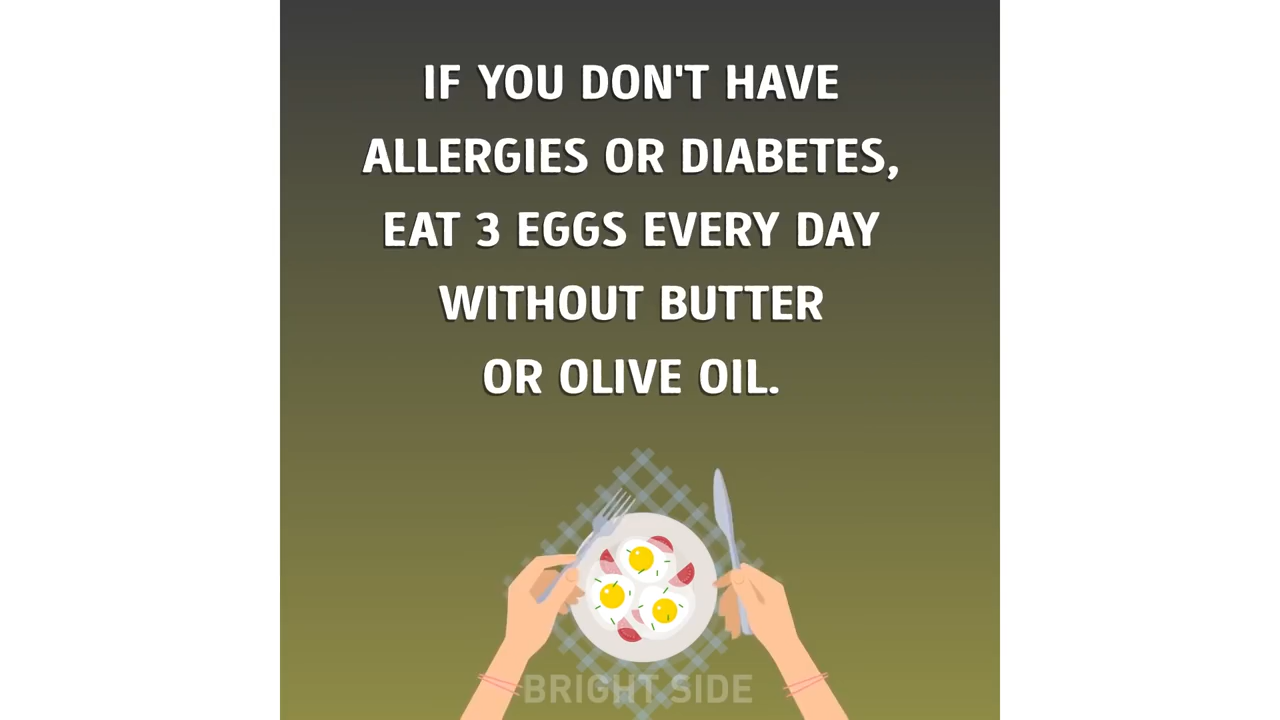 IF YOU DON'T HAVE
ALLERGIES OR DIABETES,
EAT 3 EGGS EVERY DAY
WITHOUT BUTTER
OR OLIVE OIL.
BRIGHT SIDE